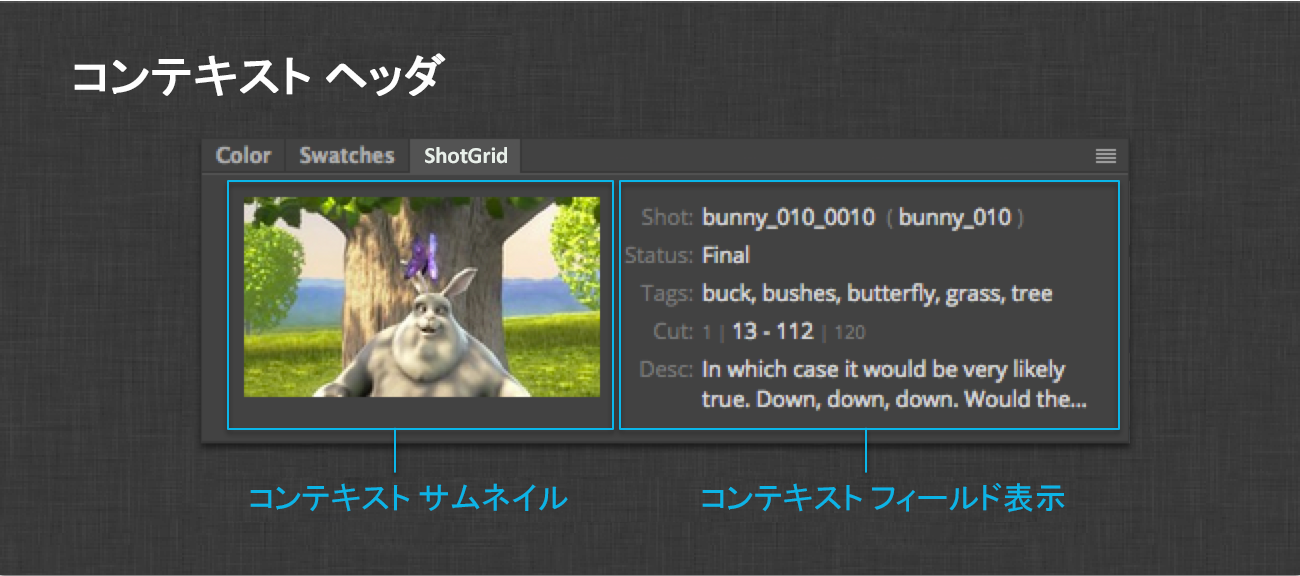 コンテキスト ヘッダ
Color Swatches ShotGrid
Shot: bunny_010_0010 ( bunny_010 )
Status: Final
Tags: buck, bushes, butterfly, grass, tree
Cut: 1 | 13 - 112 | 120
Desc: In which case it would be very likely
true. Down, down, down. Would the...
コンテキスト サムネイル コンテキスト フィールド表示